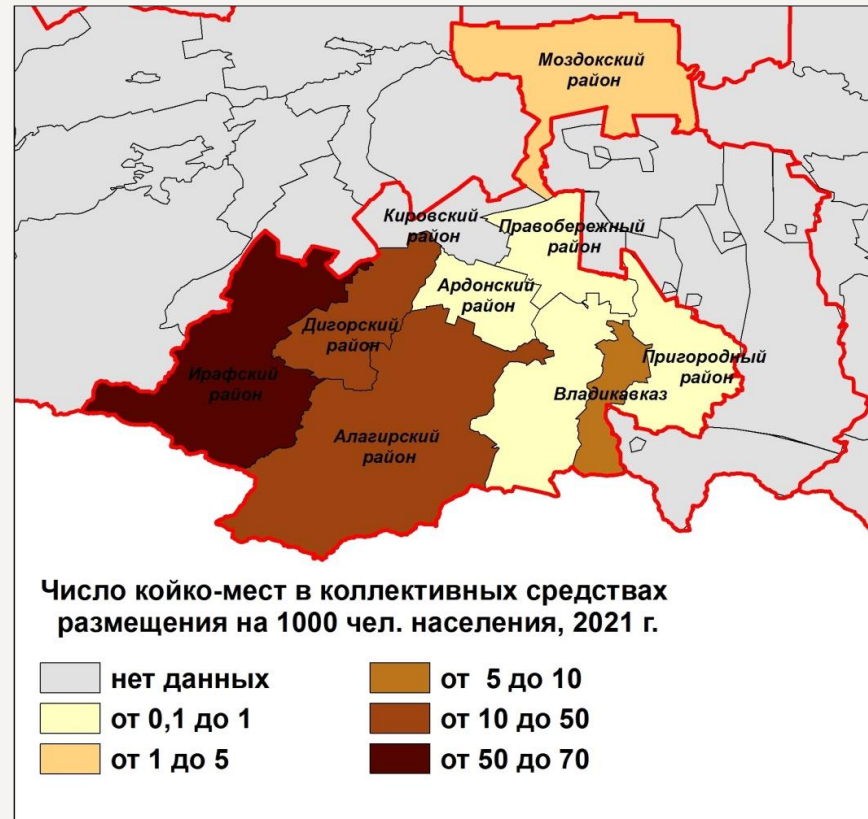 Моздокский
район
Кировский
район
Правобережный
район
Ардонский
район
Дигорский
район
Ирафский
район
Пригородный
район
Владикавказ
Алагирский
район
Число койко-мест в коллективных средствах
размещения на 1000 чел. населения, 2021 г.
нет данных
от 0,1 до 1
от 1 до 5
от 5 до 10
от 10 до 50
от 50 до 70